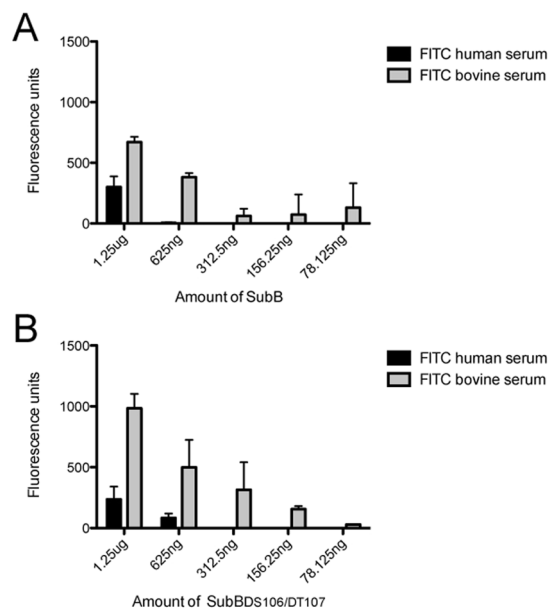 A
1500
1000
500
0
Fluorescence units
FITC human serum
FITC bovine serum
1.25ug
625ng
312.5ng
156.25ng
78.125ng
Amount of SubB
B
1500
1000
500
0
Fluorescence units
FITC human serum
FITC bovine serum
1.25ug
625ng
312.5ng
156.25ng
78.125ng
Amount of SubBDS106/DT107